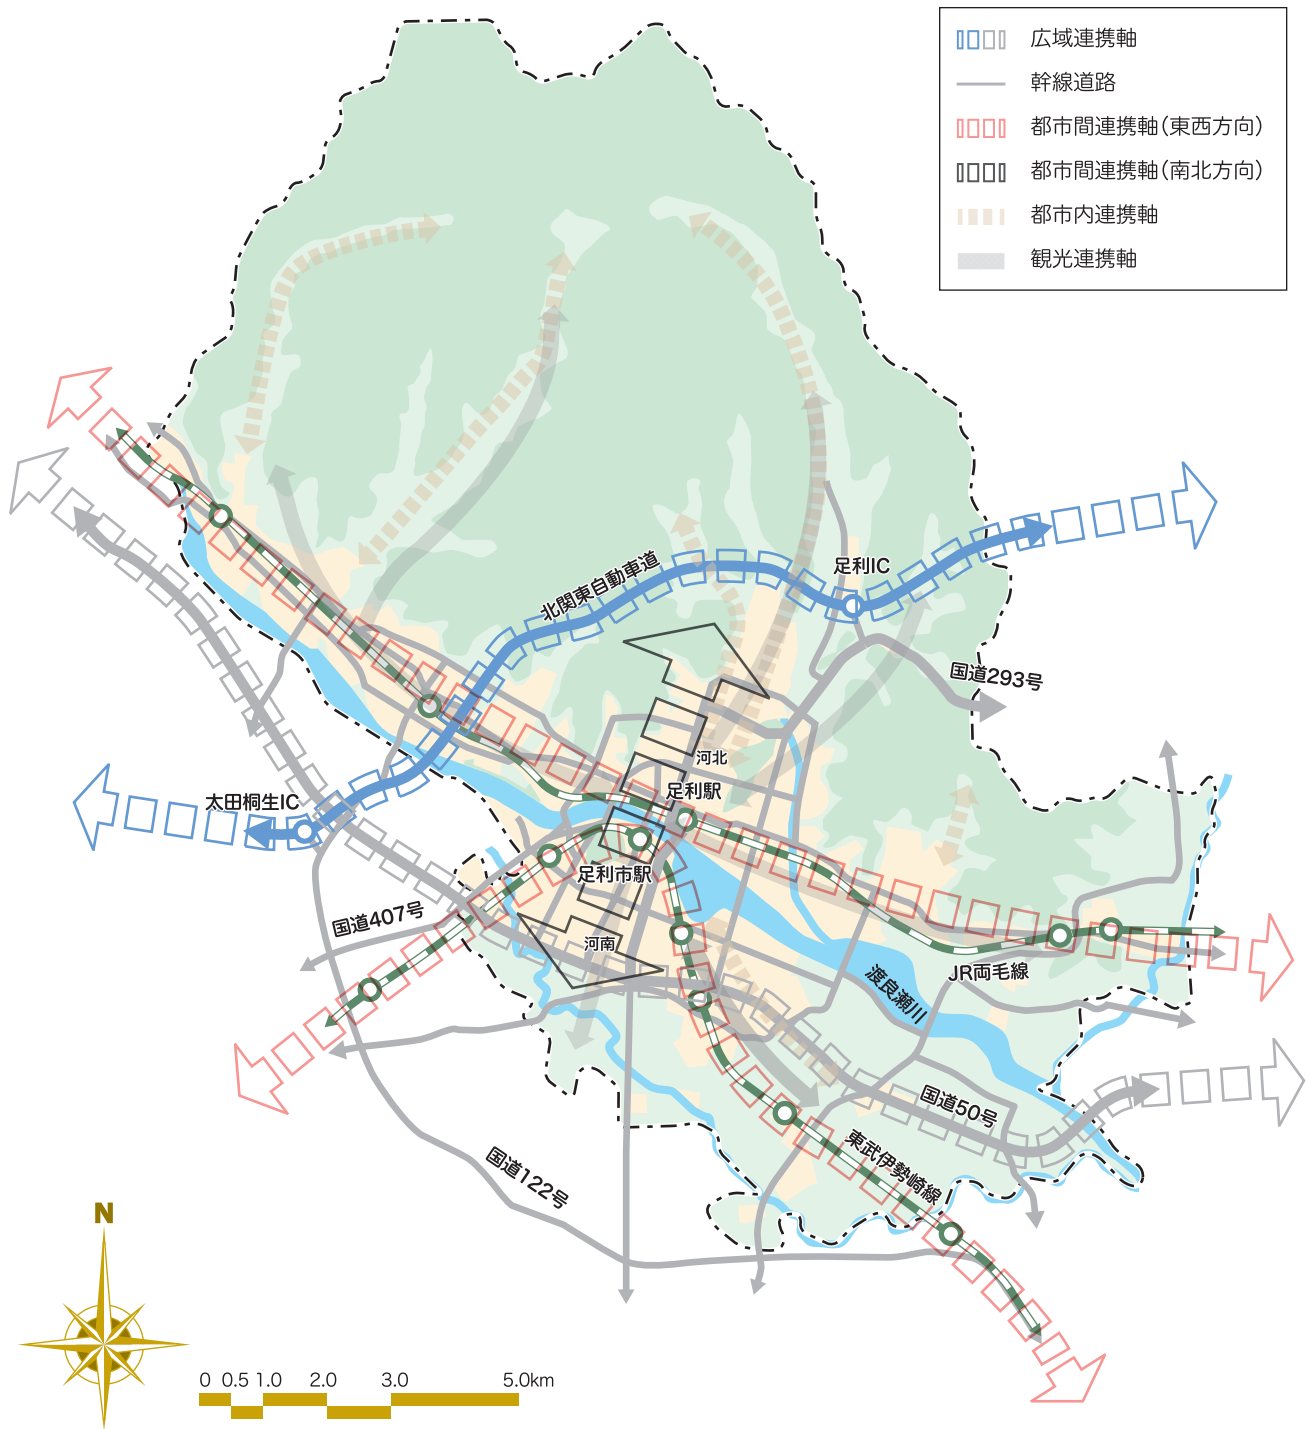 広域連携軸
幹線道路
都市間連携軸(東西方向)
都市間連携軸(南北方向)
都市内連携軸
観光連携軸
北関東自動車道
足利IC
国道293号
河北
足利駅
太田桐生IC
足利市駅
国道407号
河南
JR両毛線
渡良瀬川
国道50号
東武伊勢崎線
国道122号
N
0 0.5 1.0 2.0 3.0 5.0km